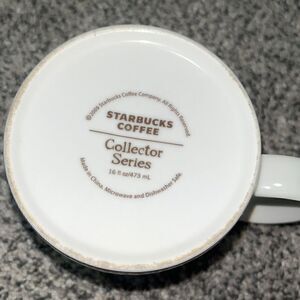 ©2009 Starbucks Coffee Company. All Rights Reserved.
STARBUCKS
COFFEE
Collector
Series
16 fl oz/473 mL
Made in China. Microwave and Dishwasher Safe.